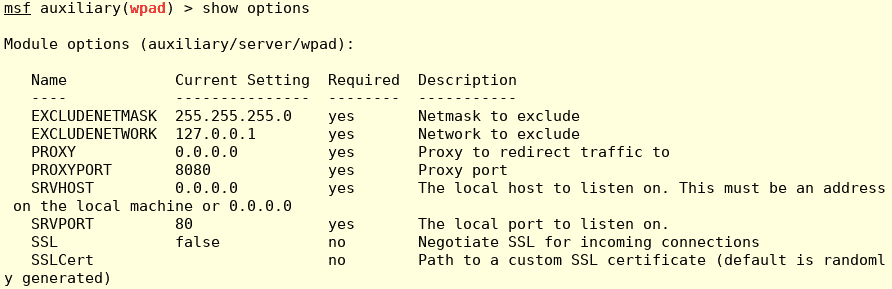 msf auxiliary(wpad) > show options

Module options (auxiliary/server/wpad):

   Name            Current Setting  Required  Description
   ----            ---------------  --------  -----------
   EXCLUDENETMASK  255.255.255.0    yes       Netmask to exclude
   EXCLUDENETWORK  127.0.0.1        yes       Network to exclude
   PROXY           0.0.0.0          yes       Proxy to redirect traffic to
   PROXYPORT       8080             yes       Proxy port
   SRVHOST         0.0.0.0          yes       The local host to listen on. This must be an address
 on the local machine or 0.0.0.0
   SRVPORT         80               yes       The local port to listen on.
   SSL             false            no        Negotiate SSL for incoming connections
   SSLCert                          no        Path to a custom SSL certificate (default is randoml
y generated)